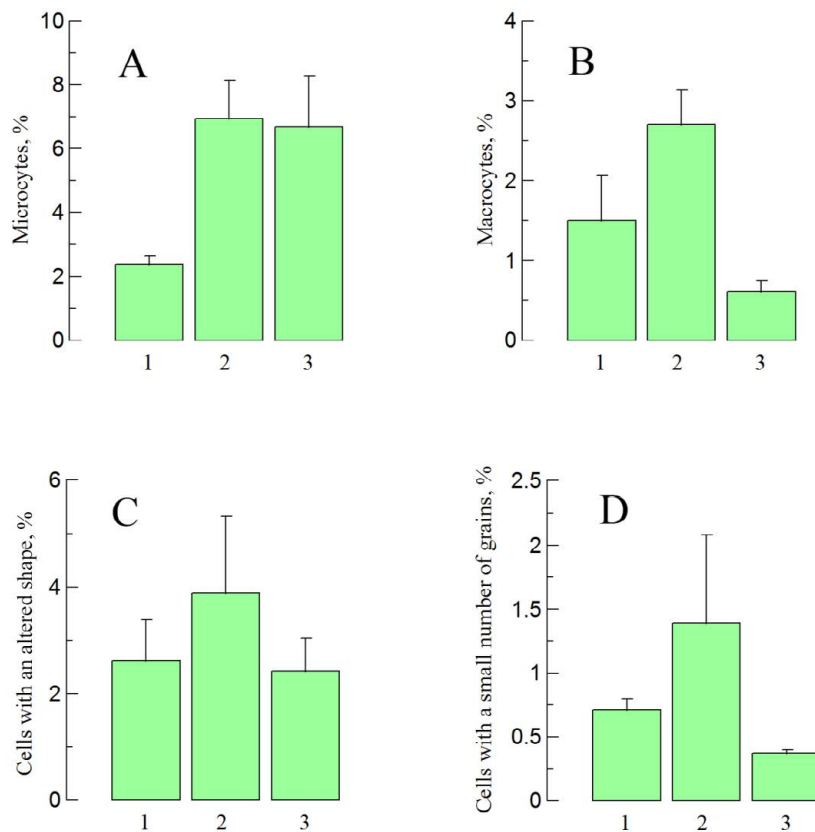 A
Microcytes, %
10
8
6
4
2
0
1 2 3
B
Macrocytes, %
4
3
2
1
0
1 2 3
C
Cells with an altered shape, %
6
4
2
0
1 2 3
D
Cells with a small number of grains, %
2.5
2
1.5
1
0.5
0
1 2 3